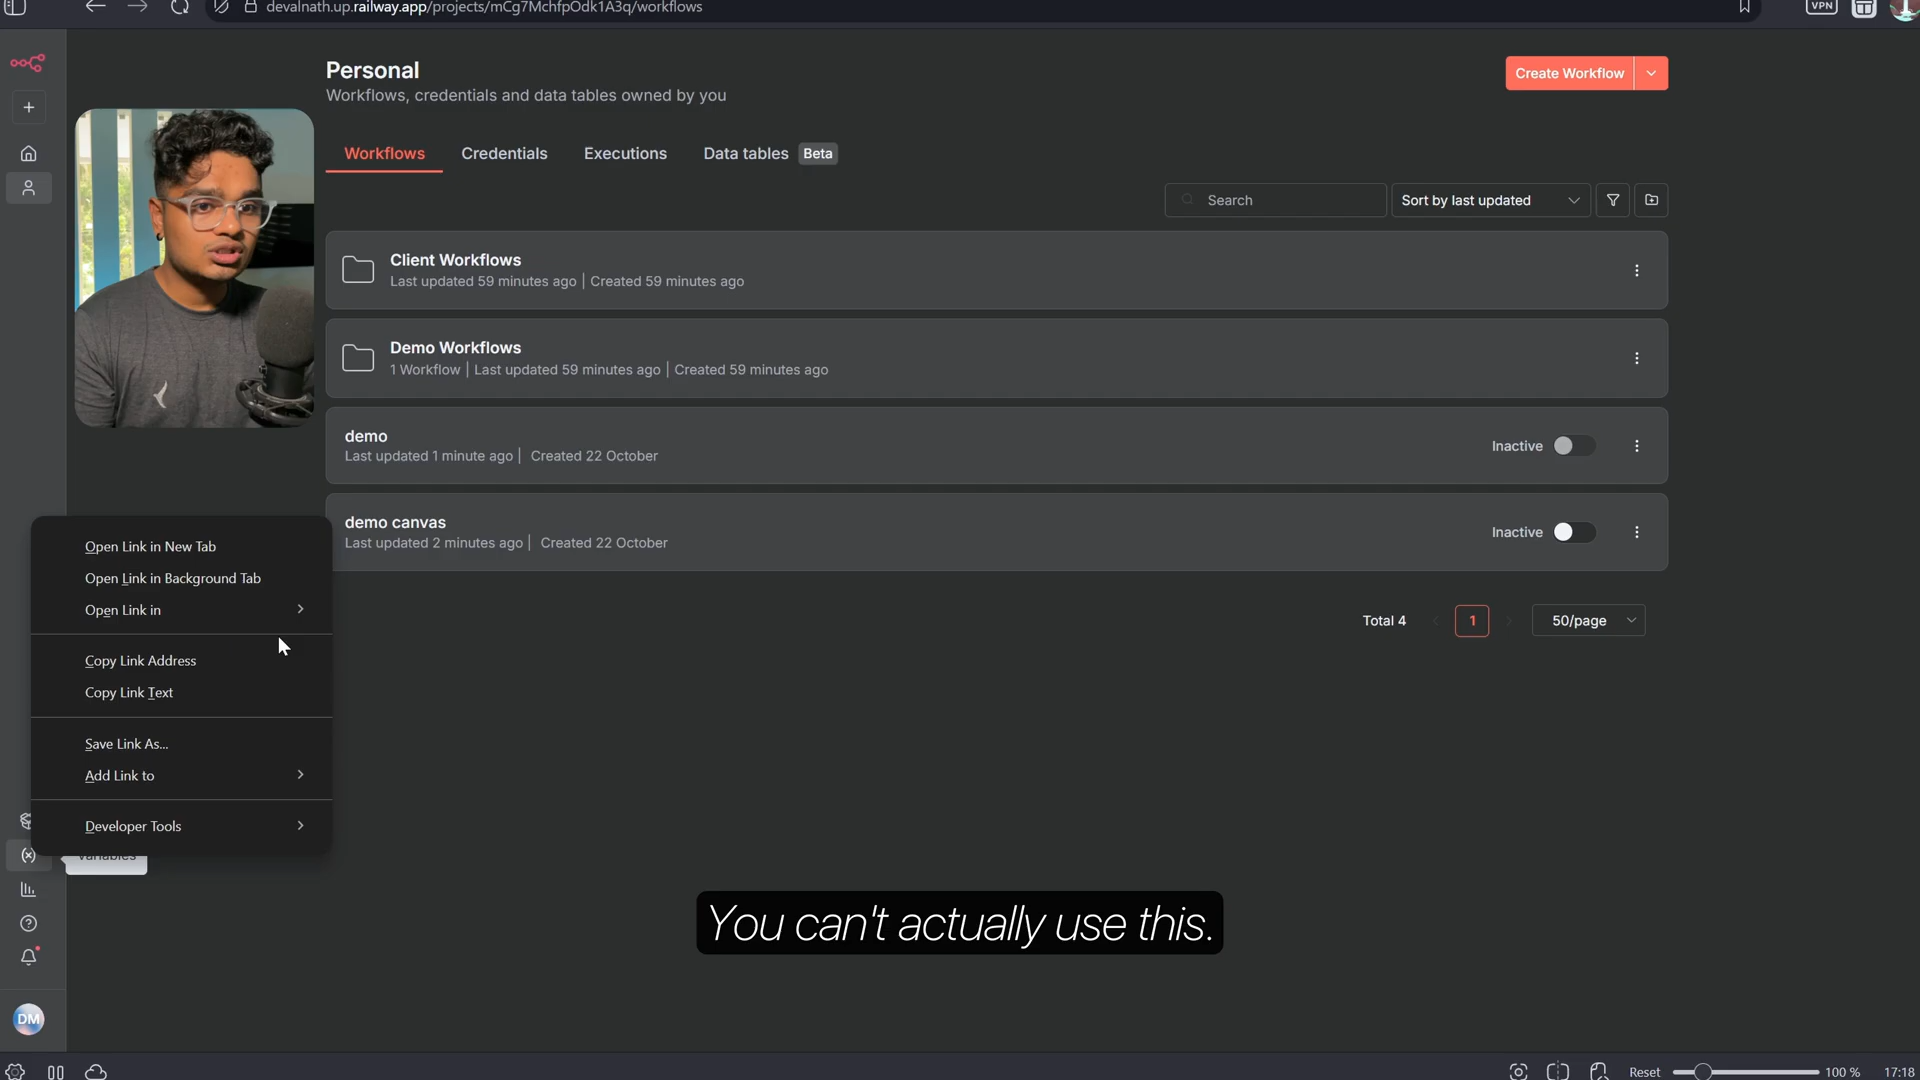 devalnath.up.railway.app/projects/mCg7MchfpOdk1A3q/workflows
VPN
Personal
Workflows, credentials and data tables owned by you
Create Workflow
Workflows
Credentials
Executions
Data tables
Beta
Search
Sort by last updated
Client Workflows
Last updated 59 minutes ago | Created 59 minutes ago
Demo Workflows
1 Workflow | Last updated 59 minutes ago | Created 59 minutes ago
demo
Last updated 1 minute ago | Created 22 October
Inactive
demo canvas
Last updated 2 minutes ago | Created 22 October
Inactive
Open Link in New Tab
Open Link in Background Tab
Open Link in
Copy Link Address
Copy Link Text
Save Link As...
Add Link to
Developer Tools
Variables
Total 4
1
50/page
You can't actually use this.
DM
Reset
100 %
17:18